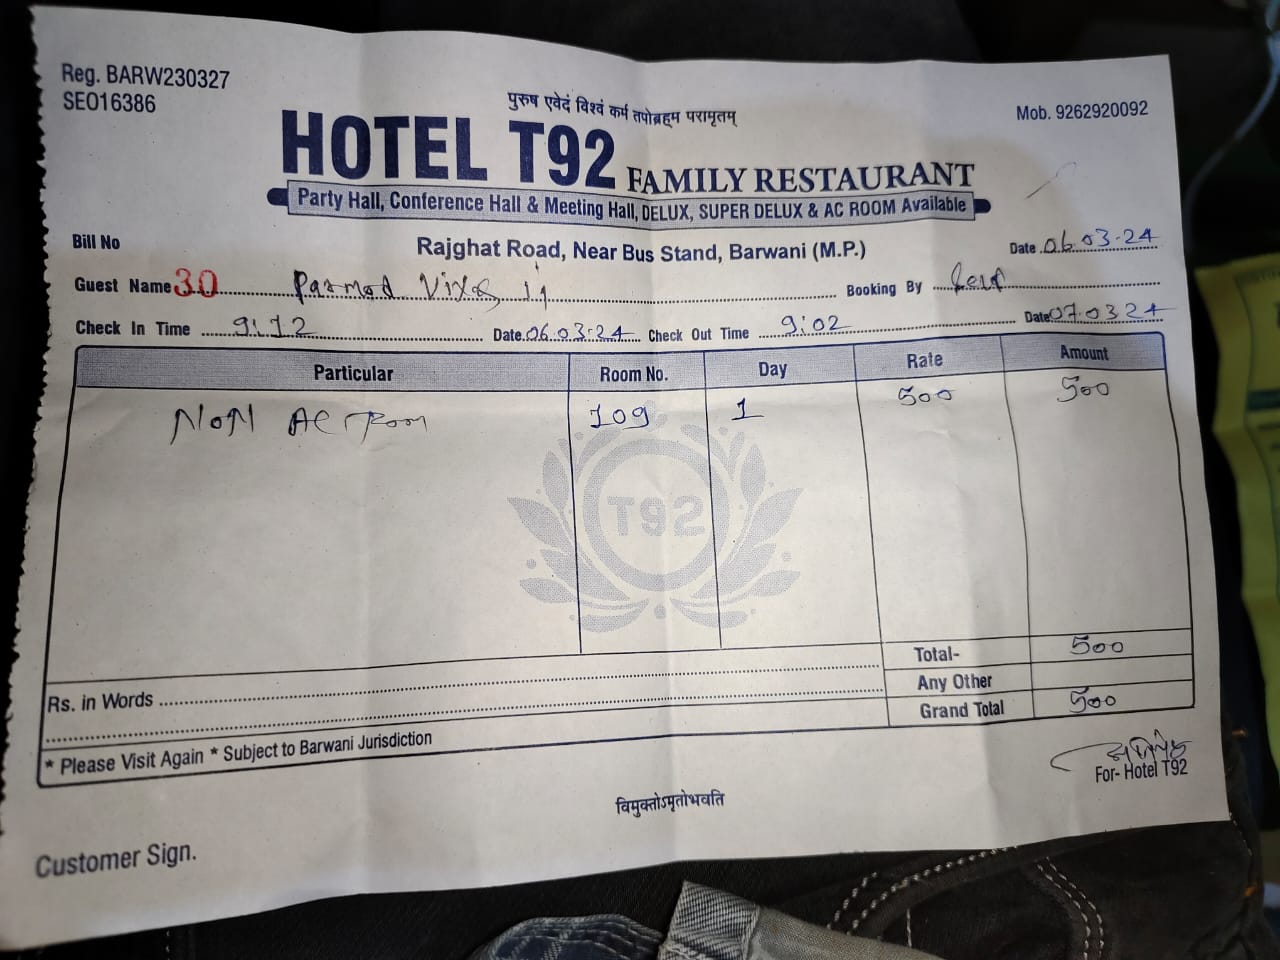 Reg. BARW230327
SEO16386
पुरुष एवेदं विश्वं कर्म तपोब्रह्म परामृतम्
Mob. 9262920092
HOTEL T92 FAMILY RESTAURANT
Party Hall, Conference Hall & Meeting Hall, DELUX, SUPER DELUX & AC ROOM Available
Bill No
Rajghat Road, Near Bus Stand, Barwani (M.P.)
Date 06.03.24
Guest Name 30 Parmod
Booking By
Check In Time 9:12 Date 06.03.24 Check Out Time 9:02 Date 07.03.24
Particular Room No. Day Rate Amount
NON AC Room 109 1 500 500
T92
Total- 500
Rs. in Words
Any Other
Grand Total 500
* Please Visit Again * Subject to Barwani Jurisdiction
For- Hotel T92
विमुक्तोऽमृतोभवति
Customer Sign.